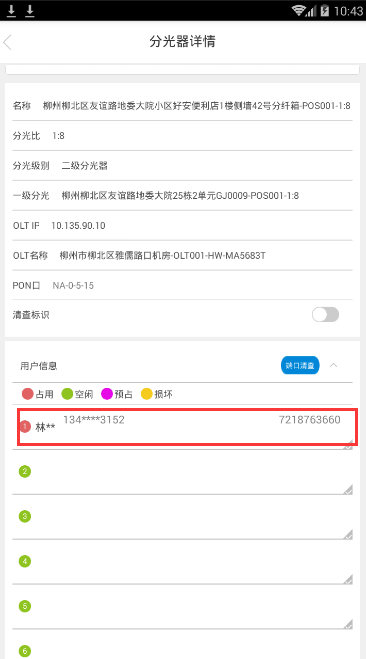 10:43
分光器详情
名称 柳州柳北区友谊路地委大院小区好安便利店1楼侧墙42号分纤箱-POS001-1:8
分光比 1:8
分光级别 二级分光器
一级分光 柳州柳北区友谊路地委大院25栋2单元GJ0009-POS001-1:8
OLT IP 10.135.90.10
OLT名称 柳州市柳北区雅儒路口机房-OLT001-HW-MA5683T
PON口 NA-0-5-15
清查标识
用户信息 端口清查
占用 空闲 预占 损坏
1 林** 134****3152 7218763660
2
3
4
5
6